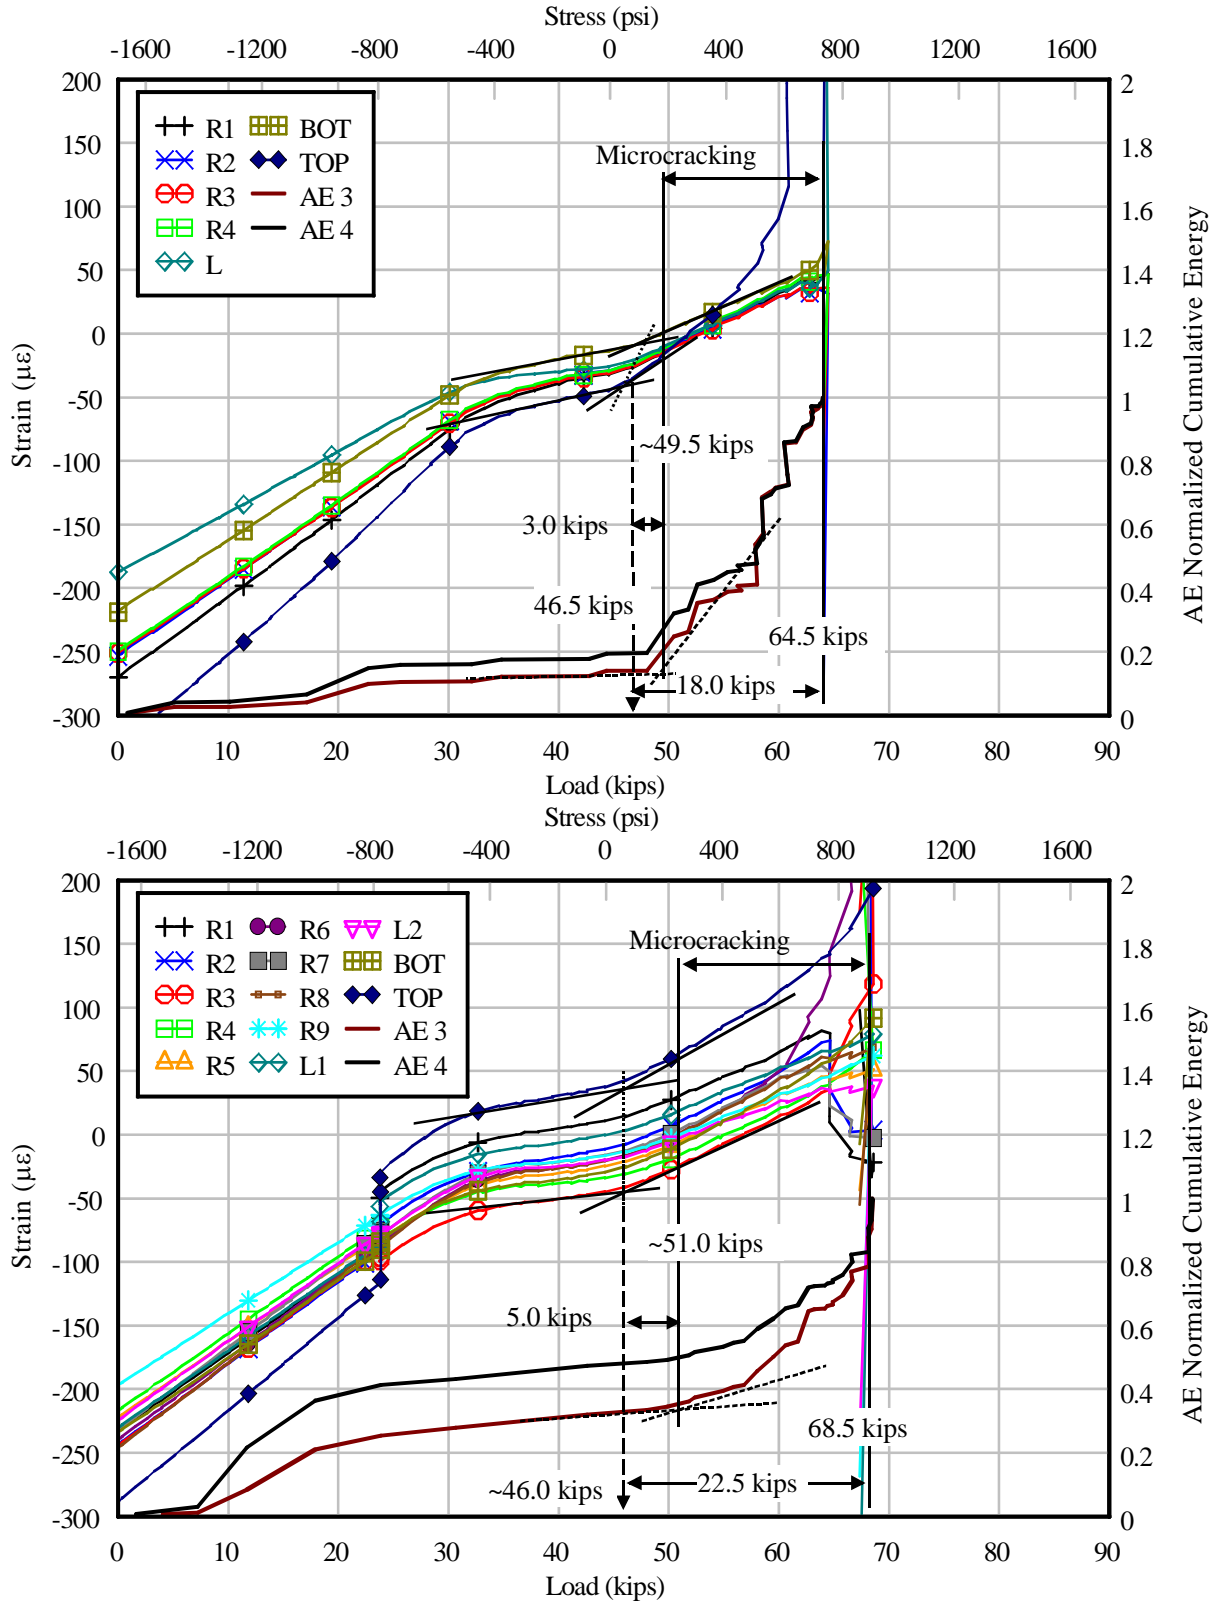 Stress (psi)
-1600 -1200 -800 -400 0 400 800 1200 1600
200 2
150 1.8
100 1.6
50 1.4
0 1.2
-50 1
-100 0.8
-150 0.6
-200 0.4
-250 0.2
-300 0
R1 BOT
R2 TOP
R3 AE 3
R4 AE 4
L
Microcracking
~49.5 kips
3.0 kips
46.5 kips
64.5 kips
18.0 kips
Strain (με)
AE Normalized Cumulative Energy
0 10 20 30 40 50 60 70 80 90
Load (kips)
Stress (psi)
-1600 -1200 -800 -400 0 400 800 1200 1600
200 2
150 1.8
100 1.6
50 1.4
0 1.2
-50 1
-100 0.8
-150 0.6
-200 0.4
-250 0.2
-300 0
R1 R6 L2
R2 R7 BOT
R3 R8 TOP
R4 R9 AE 3
R5 L1 AE 4
Microcracking
~51.0 kips
5.0 kips
68.5 kips
~46.0 kips
22.5 kips
Strain (με)
AE Normalized Cumulative Energy
0 10 20 30 40 50 60 70 80 90
Load (kips)